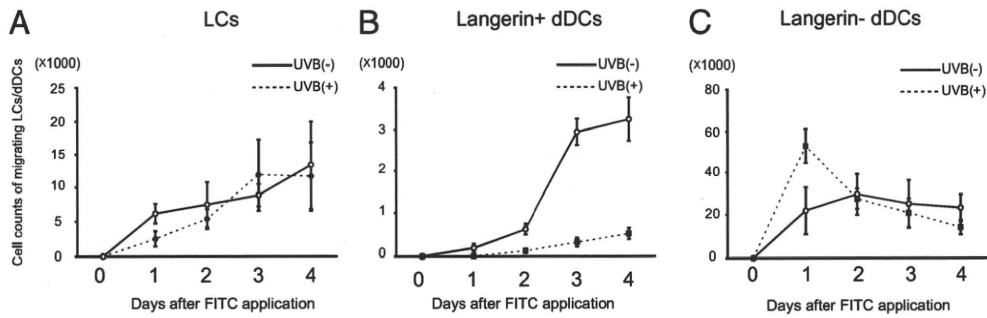 A
LCs
(x1000)
UVB(-)
UVB(+)
Cell counts of migrating LCs/dDCs
25
20
15
10
5
0
0 1 2 3 4
Days after FITC application
B
Langerin+ dDCs
(x1000)
UVB(-)
UVB(+)
4
3
2
1
0
0 1 2 3 4
Days after FITC application
C
Langerin- dDCs
(x1000)
UVB(-)
UVB(+)
80
60
40
20
0
0 1 2 3 4
Days after FITC application